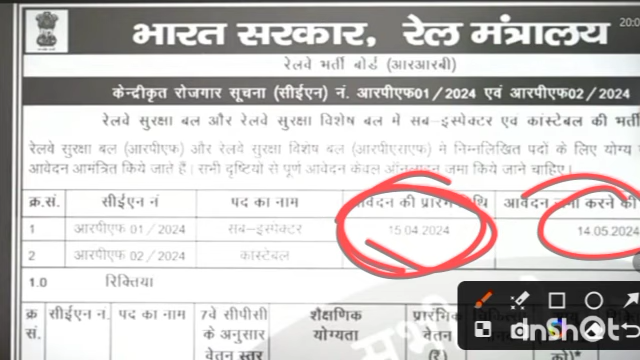 भारत सरकार, रेल मंत्रालय
20:0
रेलवे भर्ती बोर्ड (आरआरबी)
केन्द्रीकृत रोजगार सूचना (सीईएन) नं. आरपीएफ01/2024 एवं आरपीएफ02/2024
रेलवे सुरक्षा बल और रेलवे सुरक्षा विशेष बल में सब-इंस्पेक्टर एवं कांस्टेबल की भर्ती
रेलवे सुरक्षा बल (आरपीएफ) और रेलवे सुरक्षा विशेष बल (आरपीएसएफ) में निम्नलिखित पदों के लिए योग्य
आवेदन आमंत्रित किये जाते हैं। सभी दृष्टियो से पूर्ण आवेदन केवल ऑनलाइन जमा किये जाने चाहिए।
क्र.सं. सीईएन नं पद का नाम की आवेदन करने की
1 आरपीएफ 01/2024 सब-इंस्पेक्टर 15.04.2024 14.05.2024
2 आरपीएफ 02/2024 कांस्टेबल
1.0 रिक्तिया
क्र. सं. सीईएन नं. पद का नाम 7वे सीपीसी के अनुसार वेतन स्तर शैक्षणिक योग्यता प्रारंभिक वेतन